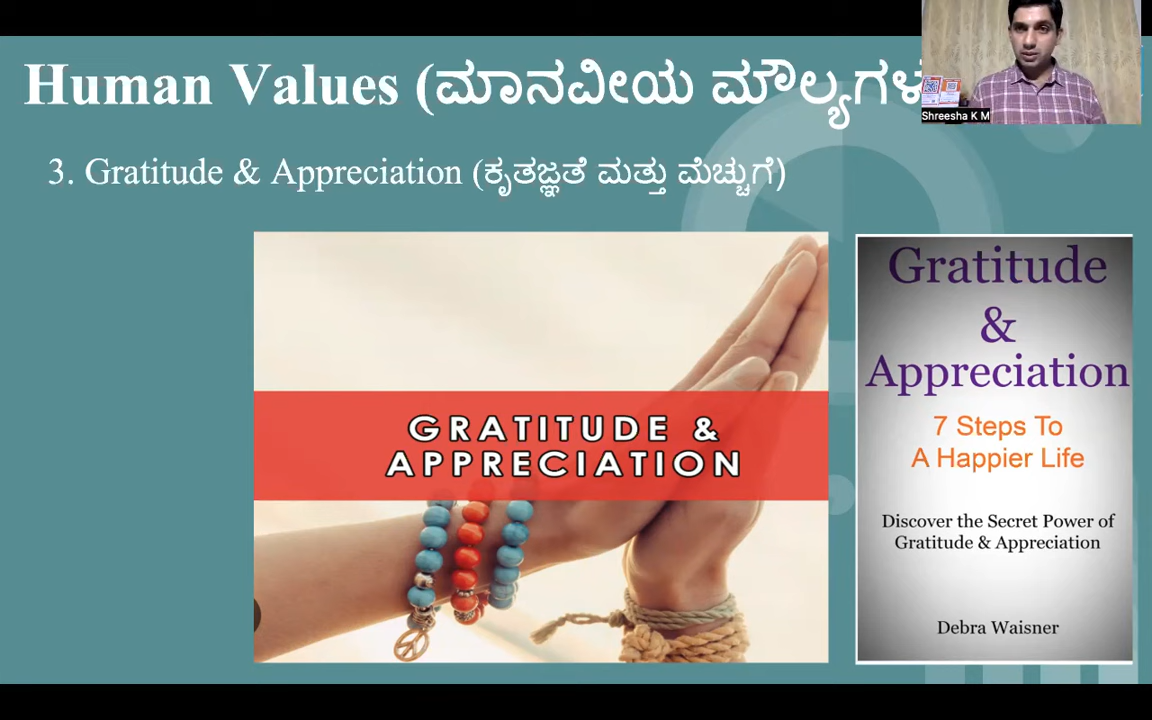 Human Values (ಮಾನವೀಯ ಮೌಲ್ಯಗಳ
Shreesha K M
3. Gratitude & Appreciation (ಕೃತಜ್ಞತೆ ಮತ್ತು ಮೆಚ್ಚುಗೆ)
GRATITUDE &
APPRECIATION
Gratitude
&
Appreciation
7 Steps To
A Happier Life
Discover the Secret Power of
Gratitude & Appreciation
Debra Waisner